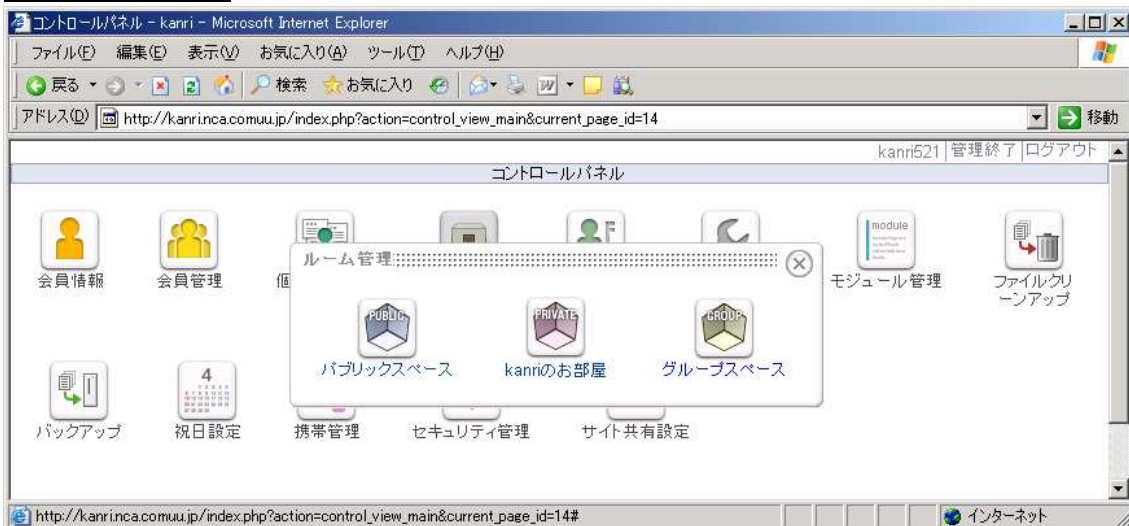 コントロールパネル - kanri - Microsoft Internet Explorer
ファイル(F) 編集(E) 表示(V) お気に入り(A) ツール(T) ヘルプ(H)
戻る 検索 お気に入り
アドレス(D) http://kanri.nca.comuu.jp/index.php?action=control_view_main&current_page_id=14 移動
kanri521 管理終了 ログアウト
コントロールパネル
会員情報 会員管理 個 モジュール管理 ファイルクリーンアップ
module
ルーム管理
PUBLIC PRIVATE GROUP
パブリックスペース kanriのお部屋 グループスペース
4
バックアップ 祝日設定 携帯管理 セキュリティ管理 サイト共有設定
http://kanri.nca.comuu.jp/index.php?action=control_view_main&current_page_id=14# インターネット